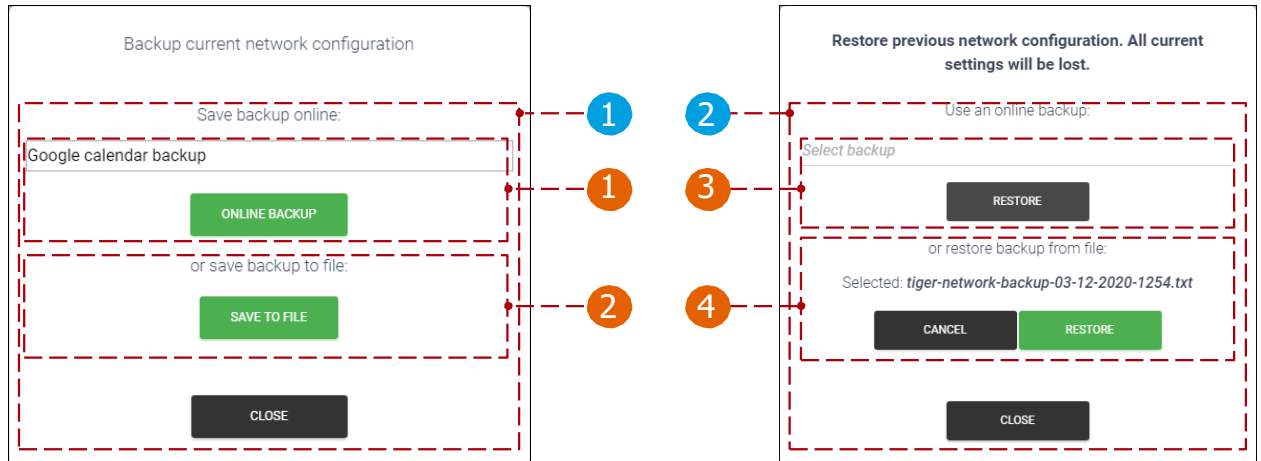 Backup current network configuration
Save backup online:
1
Google calendar backup
1
ONLINE BACKUP
or save backup to file:
2
SAVE TO FILE
CLOSE
Restore previous network configuration. All current
settings will be lost.
2
Use an online backup:
Select backup
3
RESTORE
or restore backup from file:
Selected: tiger-network-backup-03-12-2020-1254.txt
4
CANCEL RESTORE
CLOSE